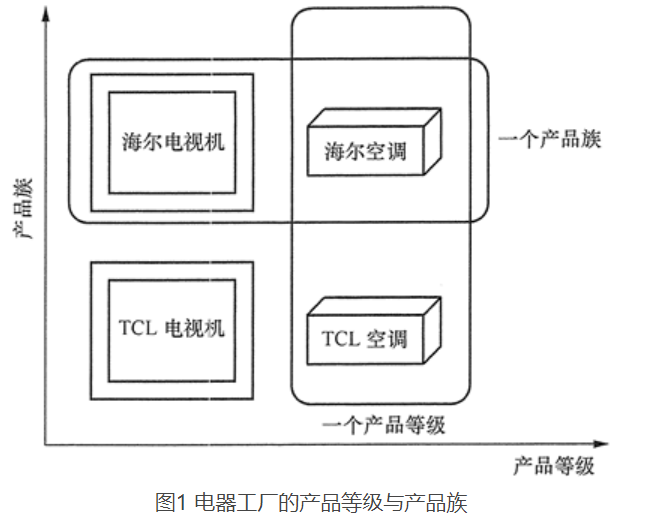 产品族
海尔电视机
海尔空调
一个产品族
TCL 电视机
TCL 空调
一个产品等级
产品等级
图1 电器工厂的产品等级与产品族